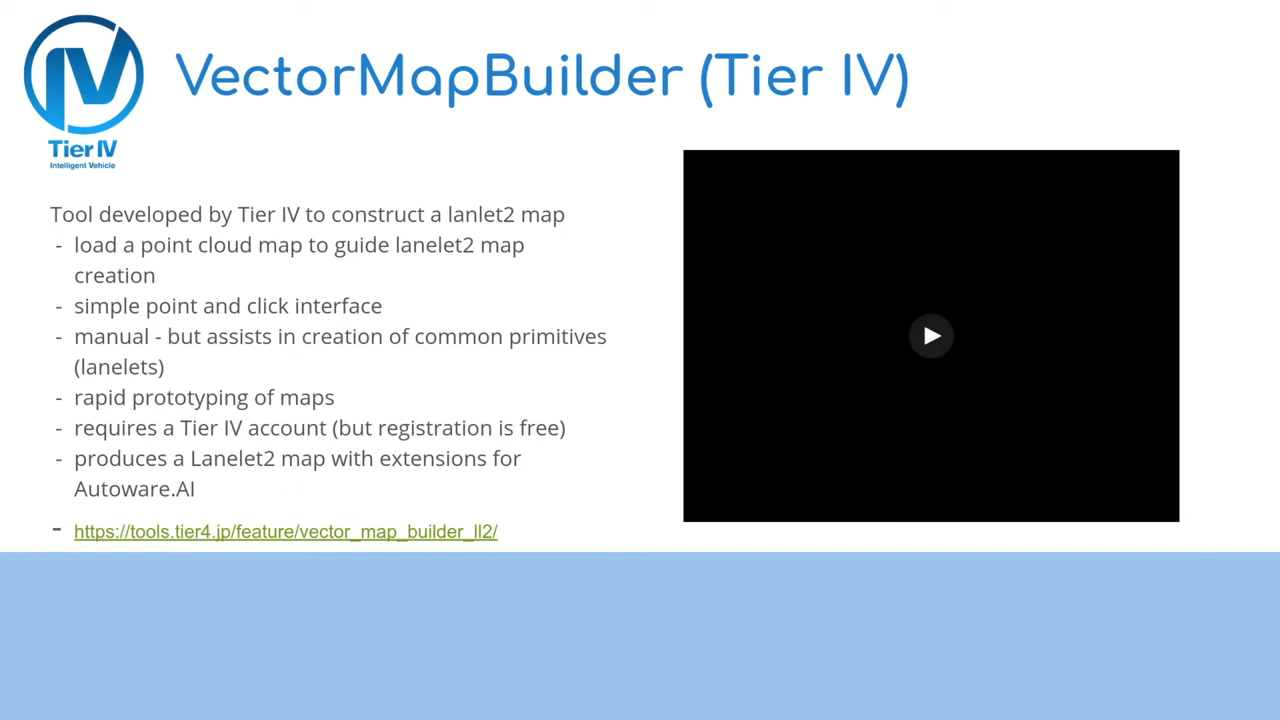 VectorMapBuilder (Tier IV)
Tier IV
Intelligent Vehicle
Tool developed by Tier IV to construct a lanlet2 map
- load a point cloud map to guide lanelet2 map
creation
- simple point and click interface
- manual - but assists in creation of common primitives
(lanelets)
- rapid prototyping of maps
- requires a Tier IV account (but registration is free)
- produces a Lanelet2 map with extensions for
Autoware.AI
- https://tools.tier4.jp/feature/vector_map_builder_ll2/